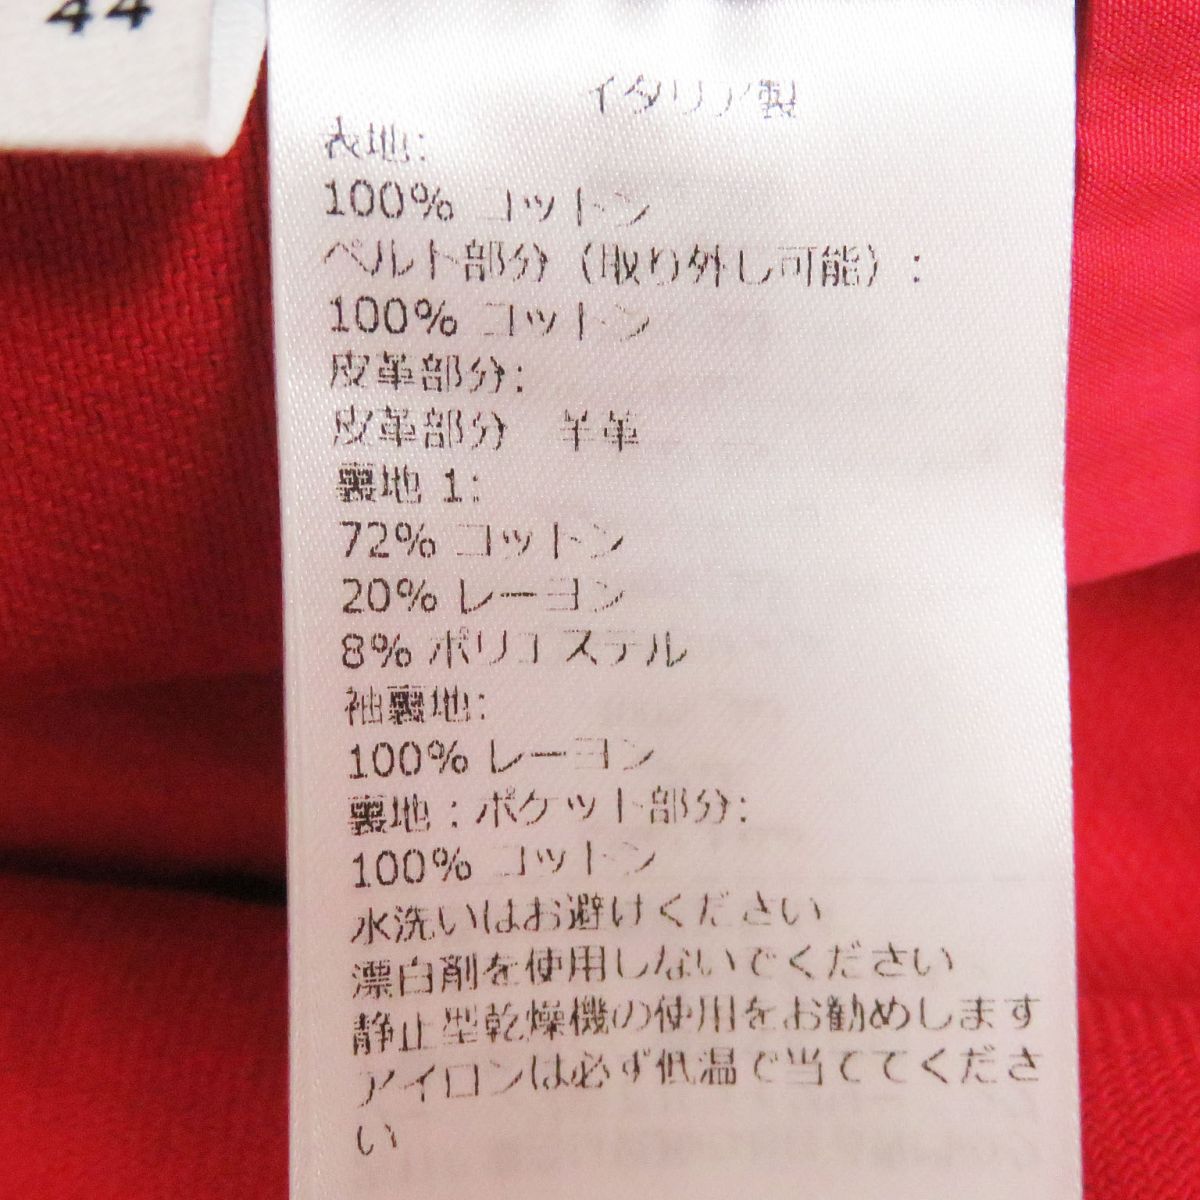 44
イタリア製
表地:
100% コットン
ベルト部分（取り外し可能）:
100% コットン
皮革部分:
皮革部分 羊革
裏地 1:
72% コットン
20% レーヨン
8% ポリエステル
袖裏地:
100% レーヨン
裏地：ポケット部分:
100% コットン
水洗いはお避けください
漂白剤を使用しないでください
静止型乾燥機の使用をお勧めします
アイロンは必ず低温で当ててくださ
い